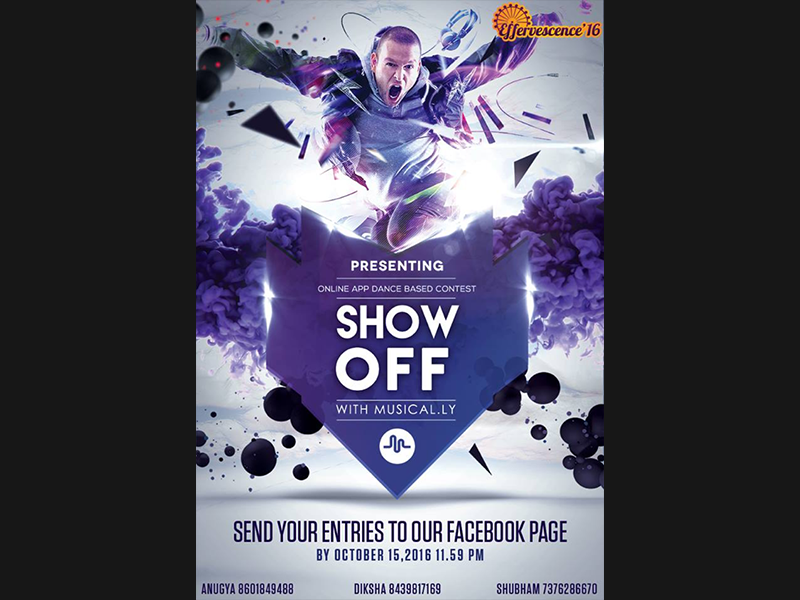 Effervescence'16
PRESENTING
ONLINE APP DANCE BASED CONTEST
SHOW
OFF
WITH MUSICAL.LY
SEND YOUR ENTRIES TO OUR FACEBOOK PAGE
BY OCTOBER 15,2016 11.59 PM
ANUGYA 8601849488 DIKSHA 8439817169 SHUBHAM 7376286670